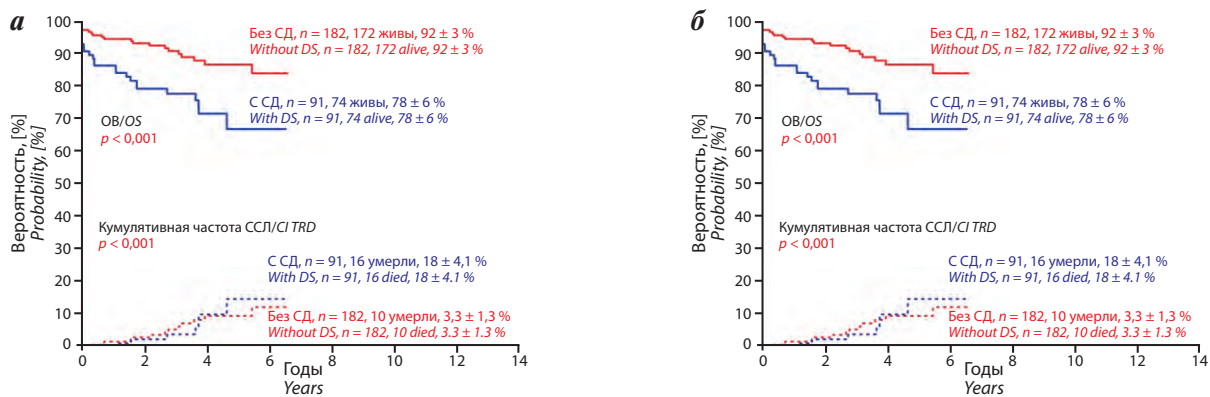 а
Вероятность, [%]
Probability, [%]
100
90
80
70
60
50
40
30
20
10
0
Без СД, n = 182, 172 живы, 92 ± 3 %
Without DS, n = 182, 172 alive, 92 ± 3 %
С СД, n = 91, 74 живы, 78 ± 6 %
With DS, n = 91, 74 alive, 78 ± 6 %
ОВ/OS
p < 0,001
Кумулятивная частота ССЛ/CI TRD
p < 0,001
С СД, n = 91, 16 умерли, 18 ± 4,1 %
With DS, n = 91, 16 died, 18 ± 4.1 %
Без СД, n = 182, 10 умерли, 3,3 ± 1,3 %
Without DS, n = 182, 10 died, 3.3 ± 1.3 %
0 2 4 6 8 10 12 14
Годы
Years
б
Вероятность, [%]
Probability, [%]
100
90
80
70
60
50
40
30
20
10
0
Без СД, n = 182, 172 живы, 92 ± 3 %
Without DS, n = 182, 172 alive, 92 ± 3 %
С СД, n = 91, 74 живы, 78 ± 6 %
With DS, n = 91, 74 alive, 78 ± 6 %
ОВ/OS
p < 0,001
Кумулятивная частота ССЛ/CI TRD
p < 0,001
С СД, n = 91, 16 умерли, 18 ± 4,1 %
With DS, n = 91, 16 died, 18 ± 4.1 %
Без СД, n = 182, 10 умерли, 3,3 ± 1,3 %
Without DS, n = 182, 10 died, 3.3 ± 1.3 %
0 2 4 6 8 10 12 14
Годы
Years